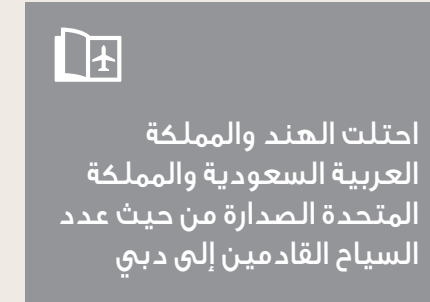 احتلت الهند والمملكة
العربية السعودية والمملكة
المتحدة الصدارة من حيث عدد
السياح القادمين إلى دبي